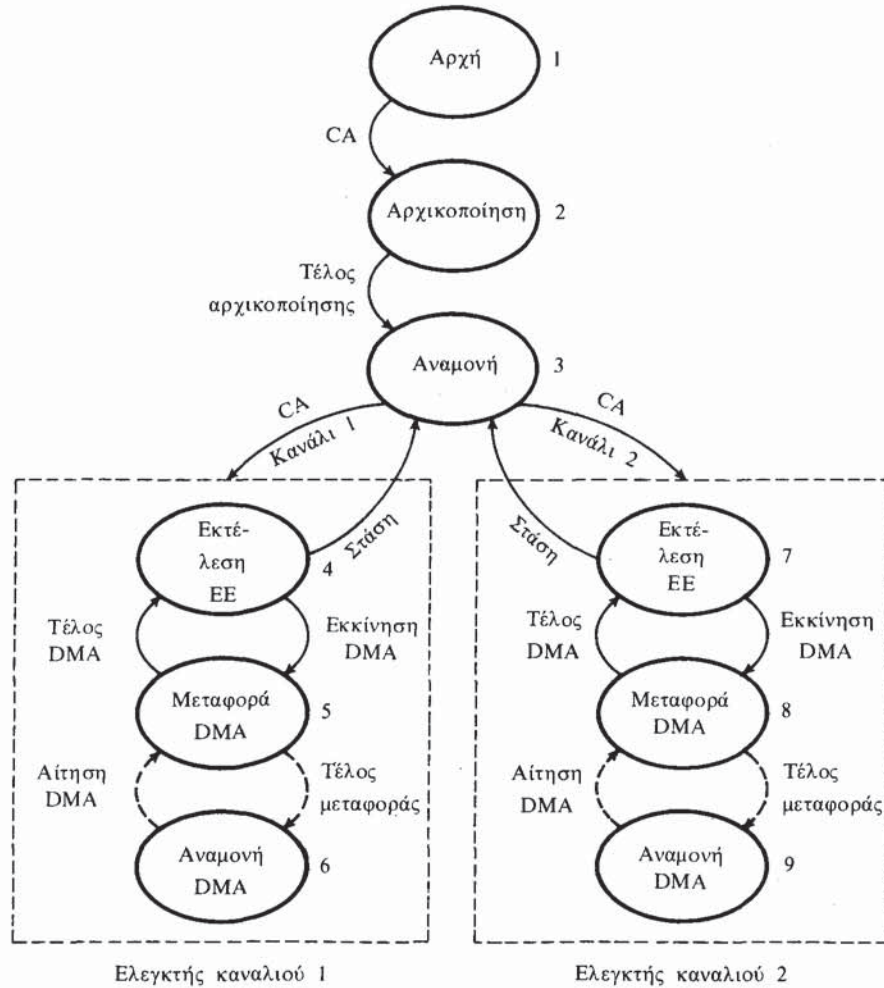 Αρχή
1
CA
Αρχικοποίηση
2
Τέλος
αρχικοποίησης
Αναμονή
3
CA
Κανάλι 1
CA
Κανάλι 2
Στάση
Στάση
Εκτέ-
λεση
ΕΕ
4
Τέλος
DMA
Εκκίνηση
DMA
Μεταφορά
DMA
5
Αίτηση
DMA
Τέλος
μεταφοράς
Αναμονή
DMA
6
Εκτέ-
λεση
ΕΕ
7
Τέλος
DMA
Εκκίνηση
DMA
Μεταφορά
DMA
8
Αίτηση
DMA
Τέλος
μεταφοράς
Αναμονή
DMA
9
Ελεγκτής καναλιού 1
Ελεγκτής καναλιού 2